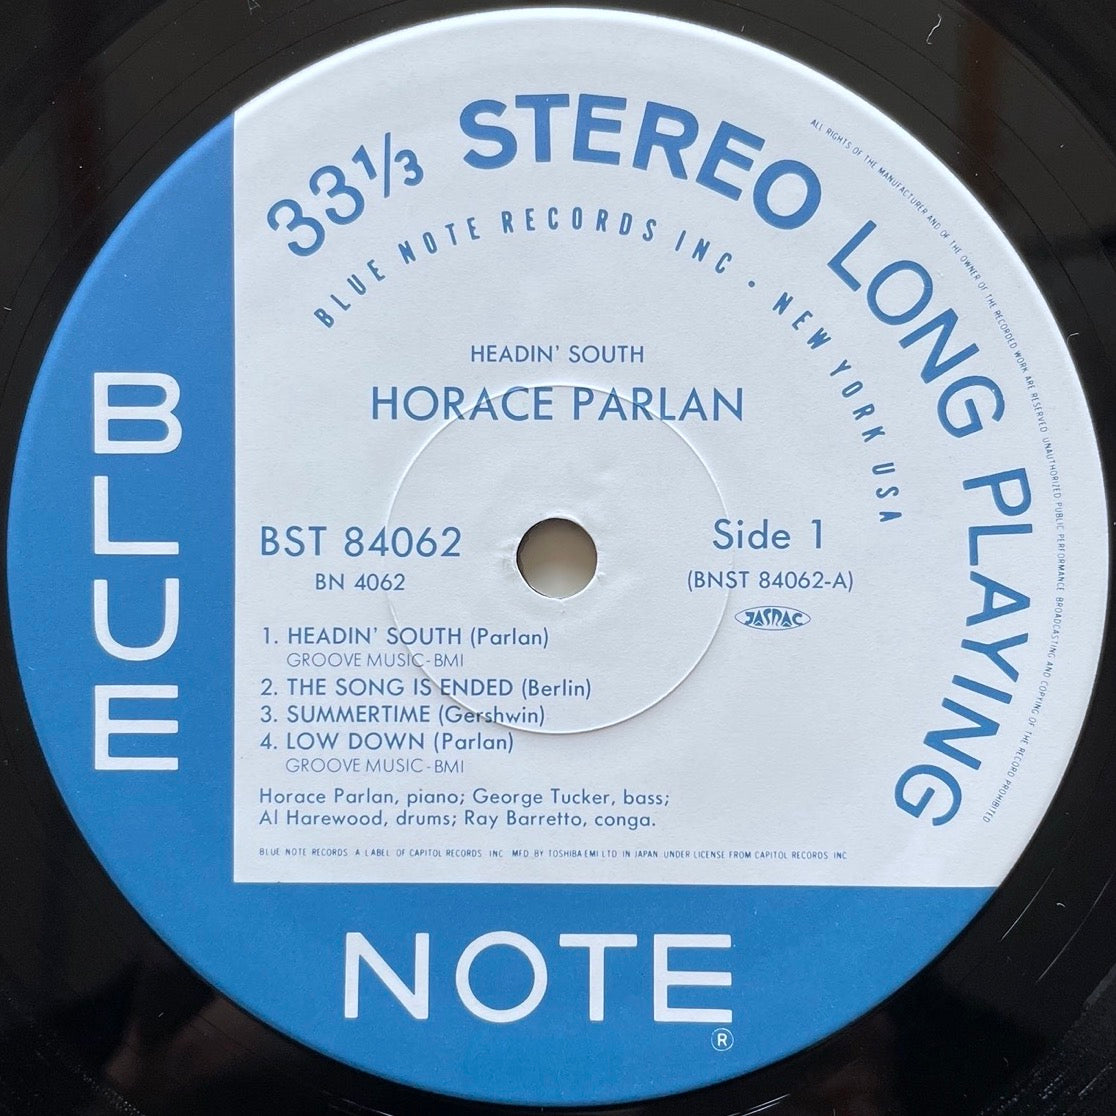 33 1/3 STEREO LONG PLAYING
BLUE NOTE RECORDS INC · NEW YORK USA
ALL RIGHTS OF THE MANUFACTURER AND OF THE OWNER OF THE RECORDED WORK ARE RESERVED UNAUTHORIZED PUBLIC PERFORMANCE BROADCASTING AND COPYING OF THE RECORD PROHIBITED
HEADIN' SOUTH
HORACE PARLAN
BST 84062
BN 4062
Side 1
(BNST 84062-A)
JASRAC
1. HEADIN' SOUTH (Parlan)
GROOVE MUSIC-BMI
2. THE SONG IS ENDED (Berlin)
3. SUMMERTIME (Gershwin)
4. LOW DOWN (Parlan)
GROOVE MUSIC-BMI
Horace Parlan, piano; George Tucker, bass;
Al Harewood, drums; Ray Barretto, conga.
BLUE NOTE RECORDS A LABEL OF CAPITOL RECORDS INC MFD BY TOSHIBA EMI LTD IN JAPAN UNDER LICENSE FROM CAPITOL RECORDS INC
BLUE
NOTE
®